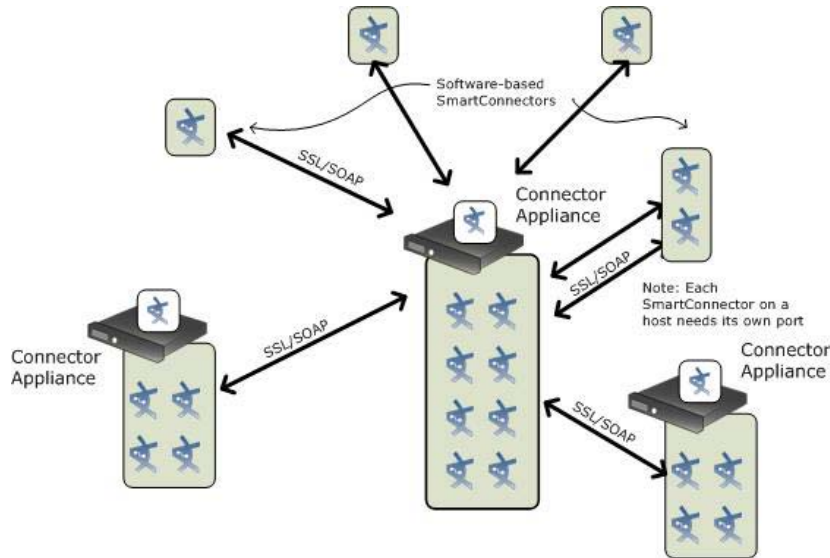 Software-based
SmartConnectors
SSL/SOAP
Connector
Appliance
SSL/SOAP
Note: Each
SmartConnector on a
host needs its own port
SSL/SOAP
Connector
Appliance
Connector
Appliance
SSL/SOAP